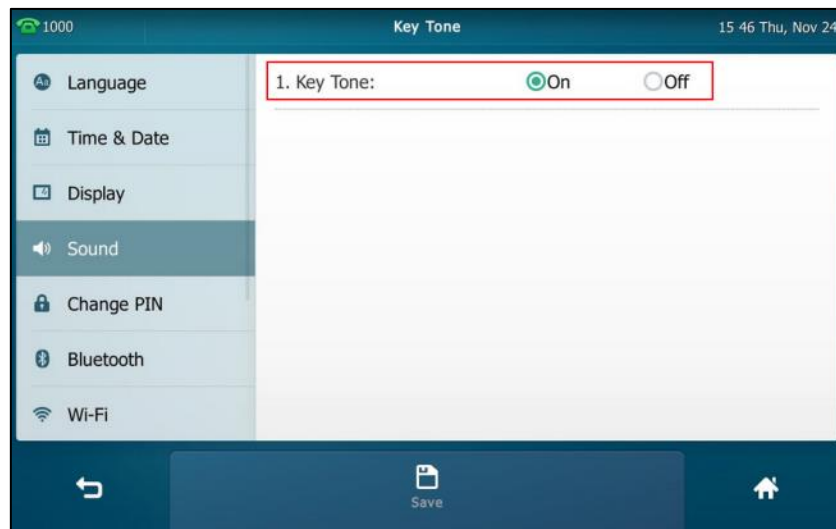 1000 Key Tone 15 46 Thu, Nov 24
Language
1. Key Tone: On Off
Time & Date
Display
Sound
Change PIN
Bluetooth
Wi-Fi
Save